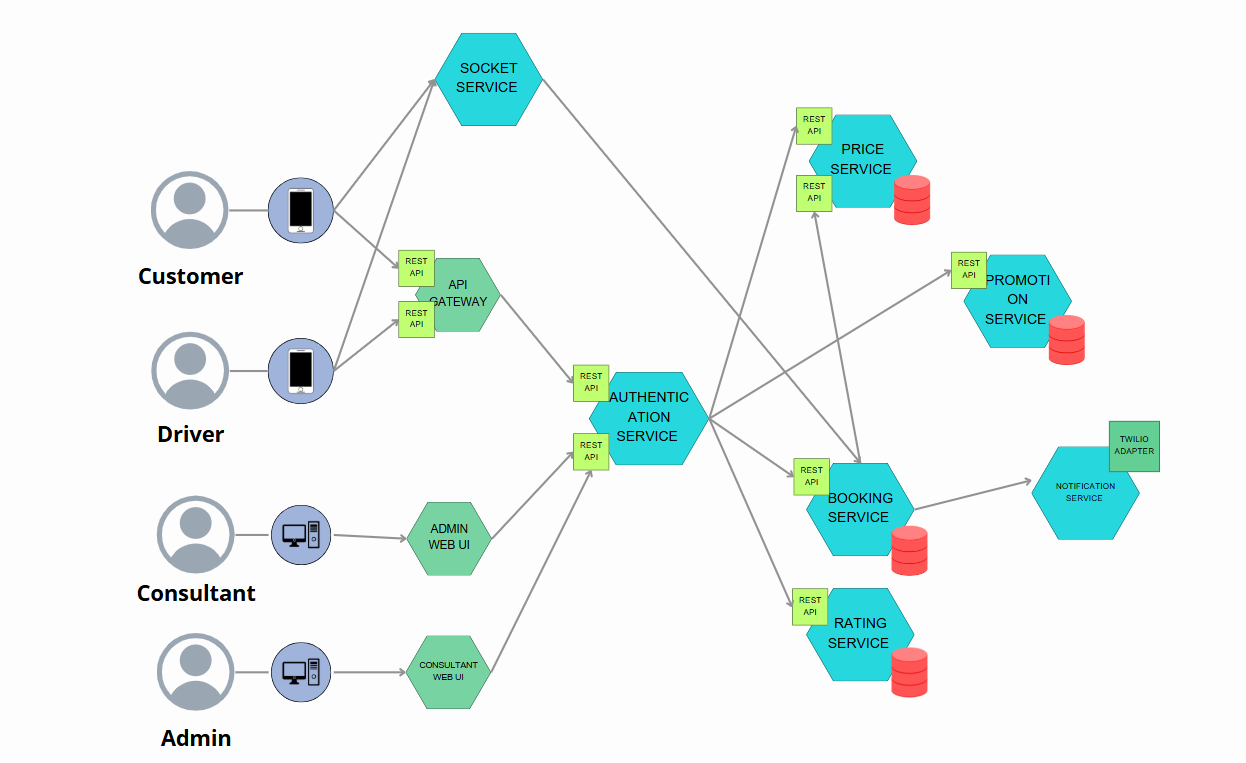 SOCKET
SERVICE
REST
API
PRICE
SERVICE
REST
API
Customer
REST
API
API
GATEWAY
REST
API
REST
API
PROMOTI
ON
SERVICE
Driver
REST
API
AUTHENTIC
ATION
SERVICE
REST
API
TWILIO
ADAPTER
NOTIFICATION
SERVICE
REST
API
BOOKING
SERVICE
ADMIN
WEB UI
Consultant
REST
API
RATING
SERVICE
CONSULTANT
WEB UI
Admin